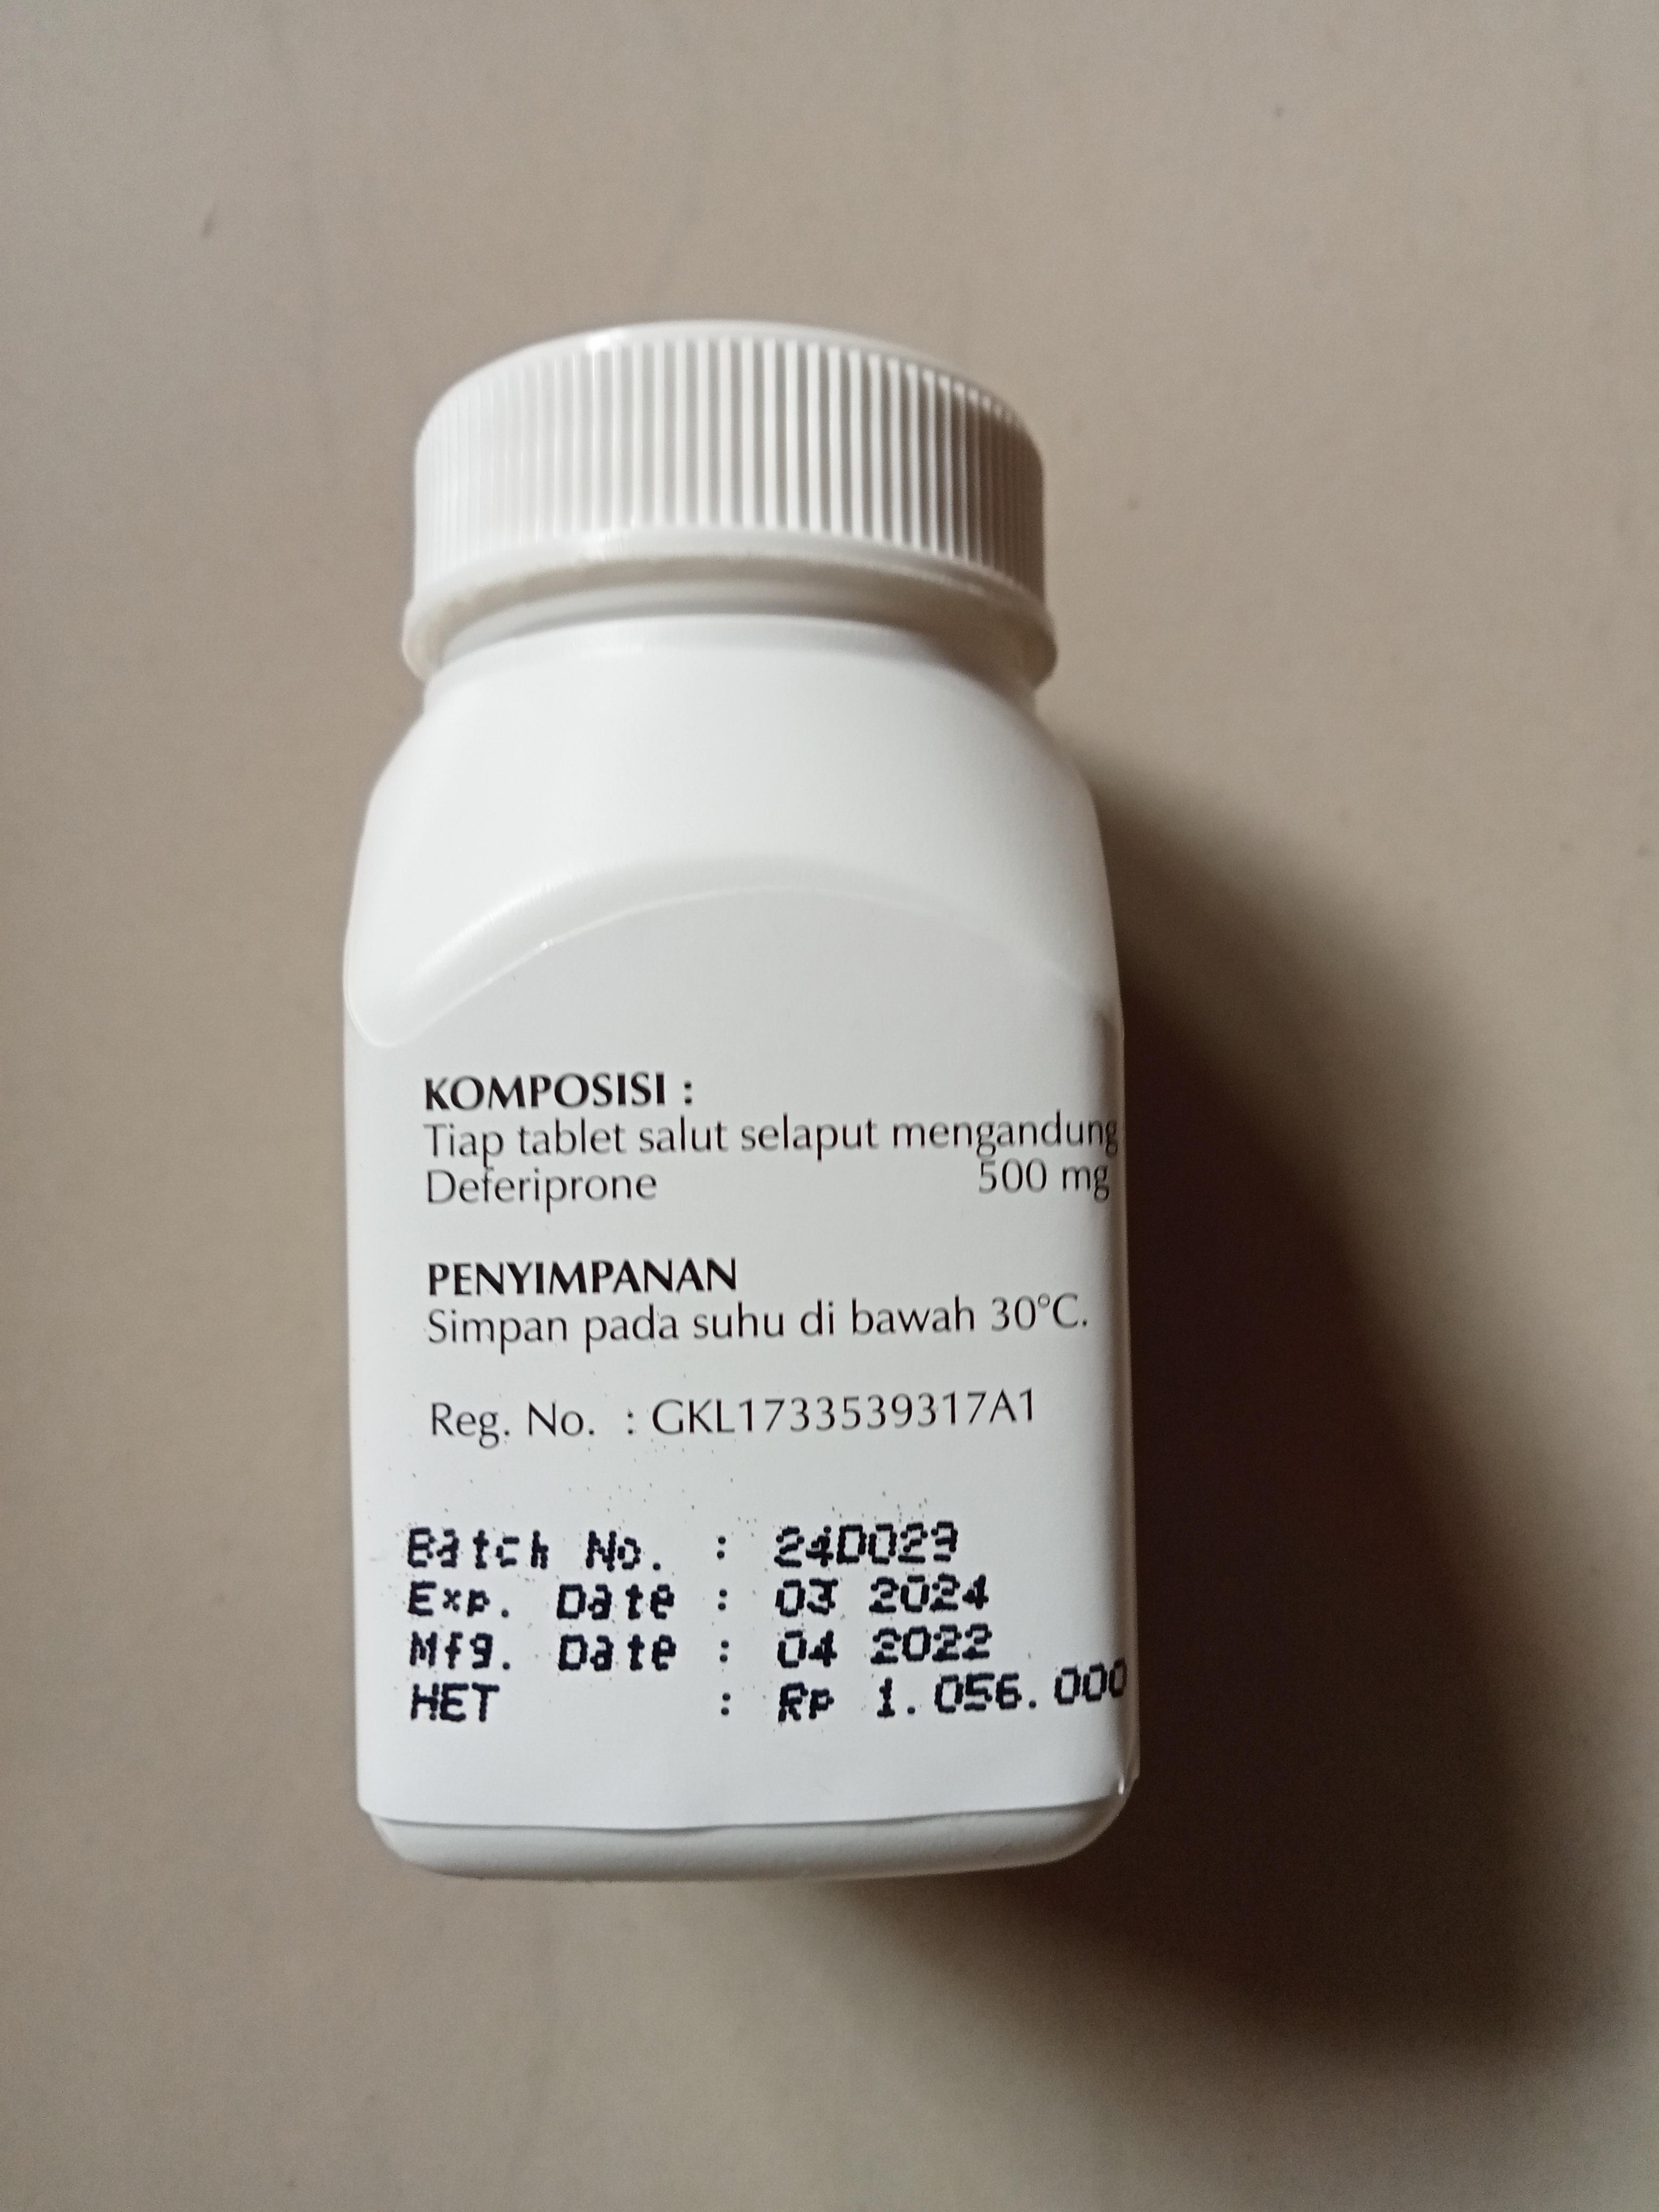 KOMPOSISI :
Tiap tablet salut selaput mengandung
Deferiprone 500 mg
PENYIMPANAN
Simpan pada suhu di bawah 30°C.
Reg. No. : GKL1733539317A1
Batch No. : 24D029
Exp. Date : 03 2024
Mfg. Date : 04 2022
HET : Rp 1.056.000